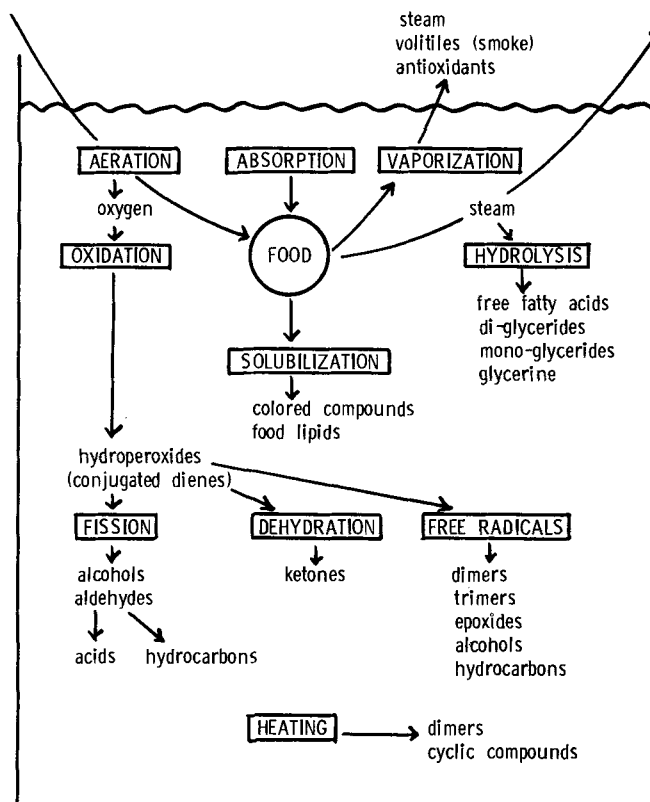 steam
volitiles (smoke)
antioxidants
AERATION
ABSORPTION
VAPORIZATION
oxygen
steam
OXIDATION
FOOD
HYDROLYSIS
free fatty acids
di-glycerides
mono-glycerides
glycerine
SOLUBILIZATION
colored compounds
food lipids
hydroperoxides
(conjugated dienes)
FISSION
DEHYDRATION
FREE RADICALS
alcohols
aldehydes
ketones
dimers
trimers
epoxides
alcohols
hydrocarbons
acids
hydrocarbons
HEATING
dimers
cyclic compounds